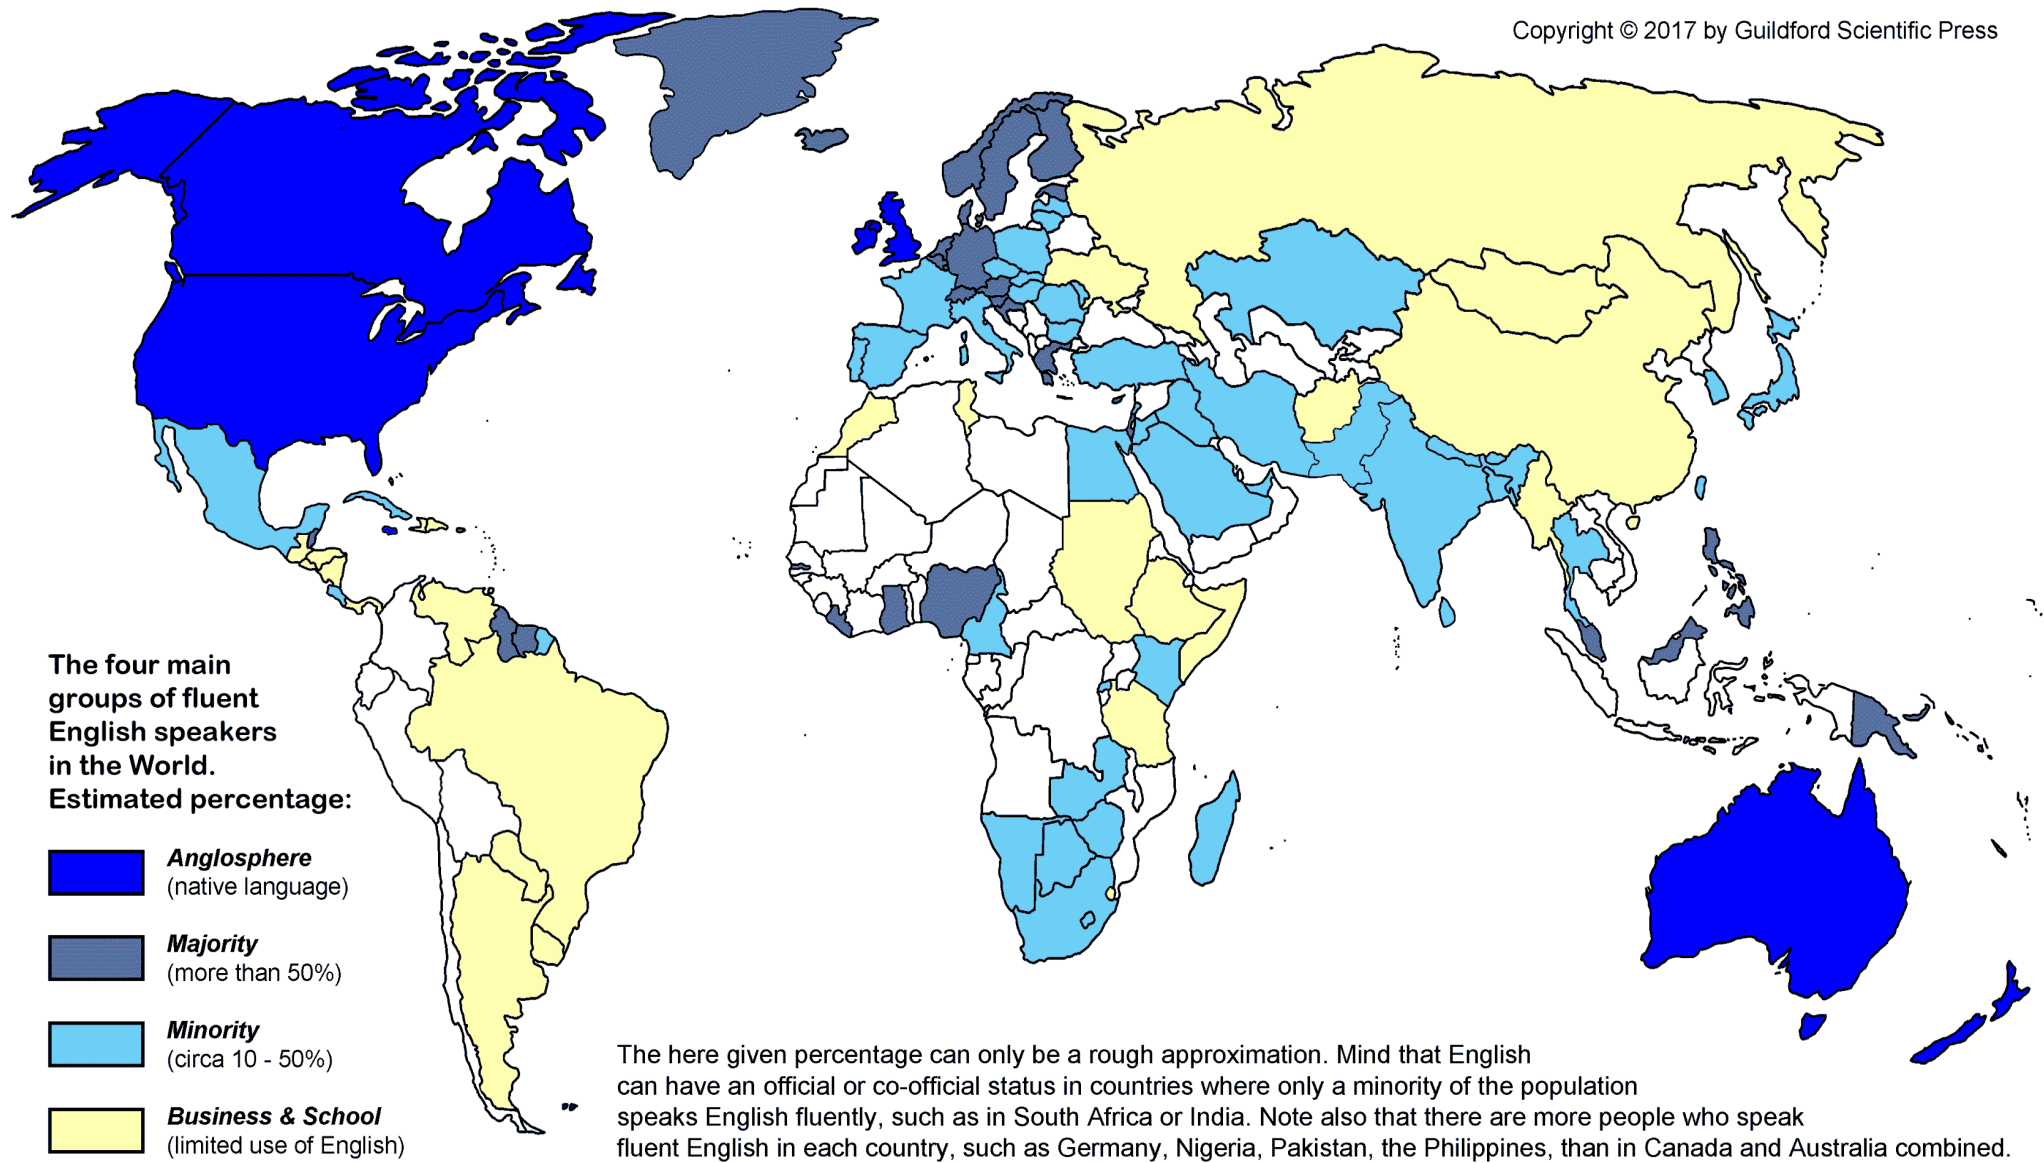 Copyright © 2017 by Guildford Scientific Press
The four main
groups of fluent
English speakers
in the World.
Estimated percentage:
Anglosphere
(native language)
Majority
(more than 50%)
Minority
(circa 10 - 50%)
Business & School
(limited use of English)
The here given percentage can only be a rough approximation. Mind that English
can have an official or co-official status in countries where only a minority of the population
speaks English fluently, such as in South Africa or India. Note also that there are more people who speak
fluent English in each country, such as Germany, Nigeria, Pakistan, the Philippines, than in Canada and Australia combined.